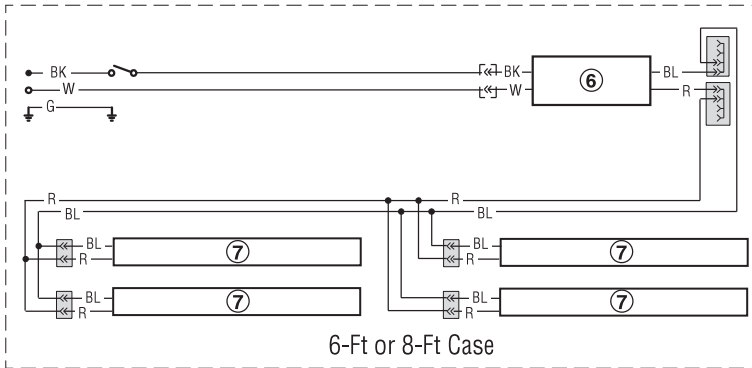 BK BK BL
W W R
6
G
R R
BL BL
BL 7 BL 7
R R
BL 7 BL 7
R R
6-Ft or 8-Ft Case